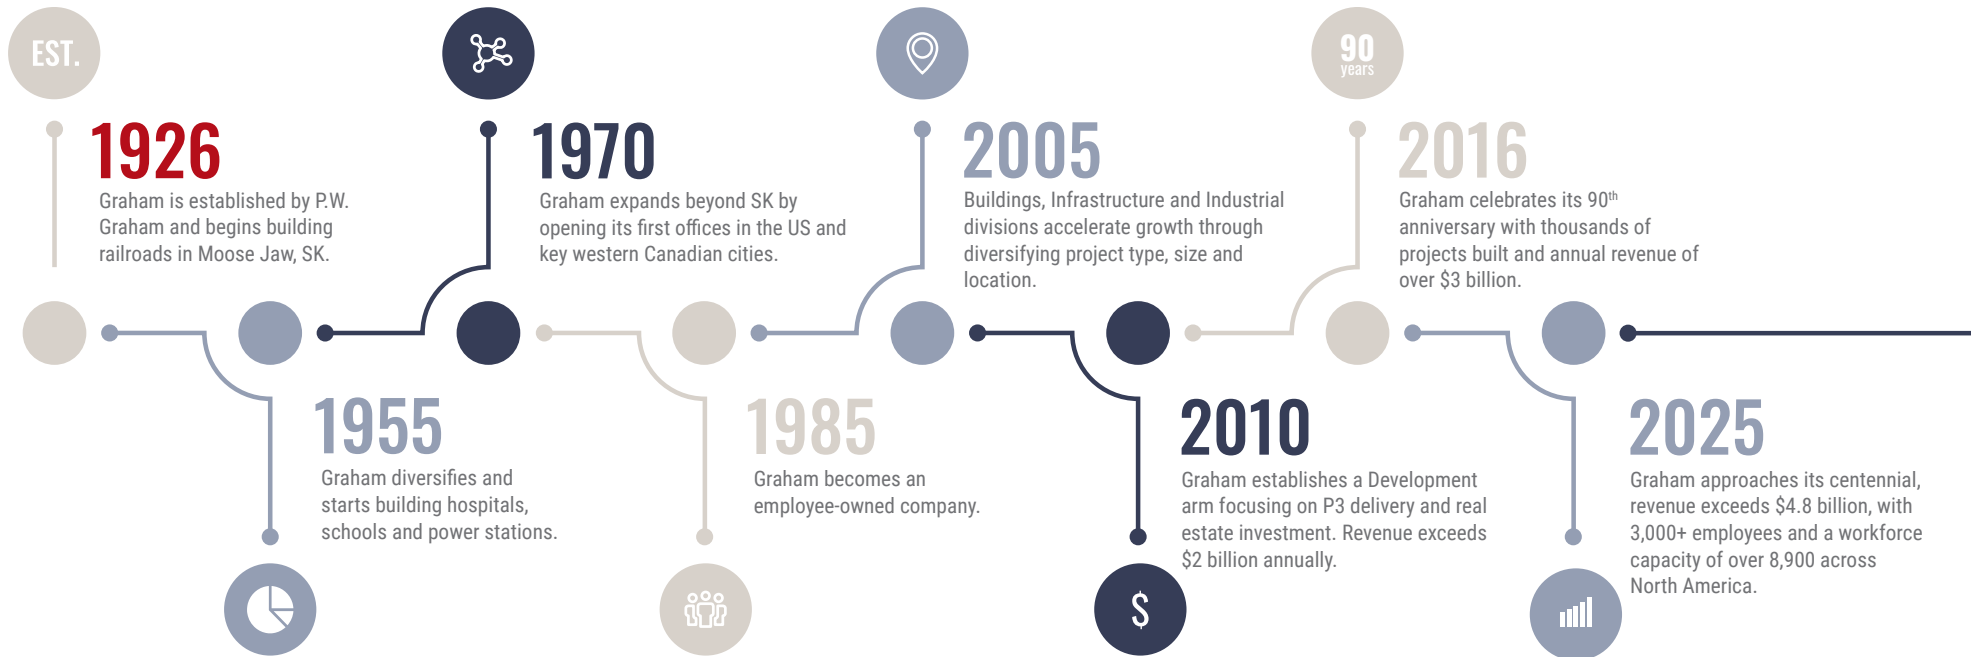 EST.
1926
Graham is established by P.W.
Graham and begins building
railroads in Moose Jaw, SK.
1955
Graham diversifies and
starts building hospitals,
schools and power stations.
1970
Graham expands beyond SK by
opening its first offices in the US and
key western Canadian cities.
1985
Graham becomes an
employee-owned company.
2005
Buildings, Infrastructure and Industrial
divisions accelerate growth through
diversifying project type, size and
location.
2010
Graham establishes a Development
arm focusing on P3 delivery and real
estate investment. Revenue exceeds
$2 billion annually.
$
90
years
2016
Graham celebrates its 90th
anniversary with thousands of
projects built and annual revenue of
over $3 billion.
2025
Graham approaches its centennial,
revenue exceeds $4.8 billion, with
3,000+ employees and a workforce
capacity of over 8,900 across
North America.